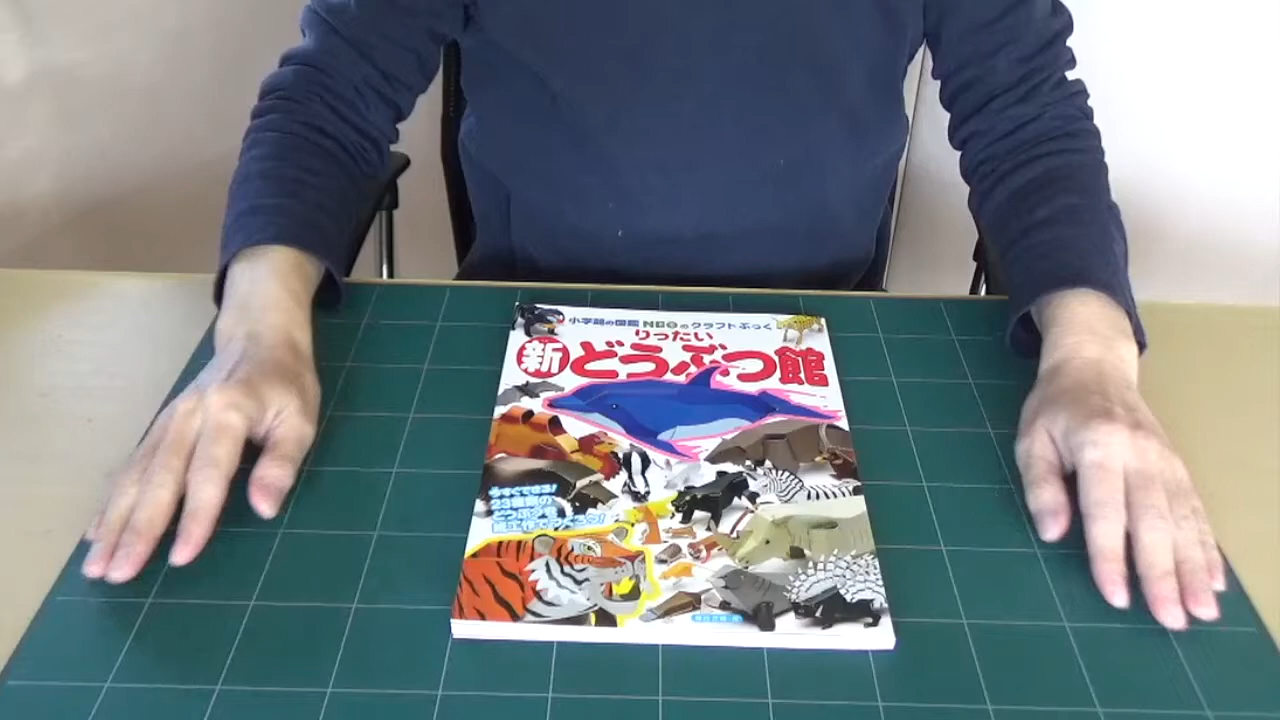 小学館の図鑑NEOのクラフトぶっく
りったい
新どうぶつ館
今すぐできる!
23種類の
どうぶつを
紙工作でつくろう!